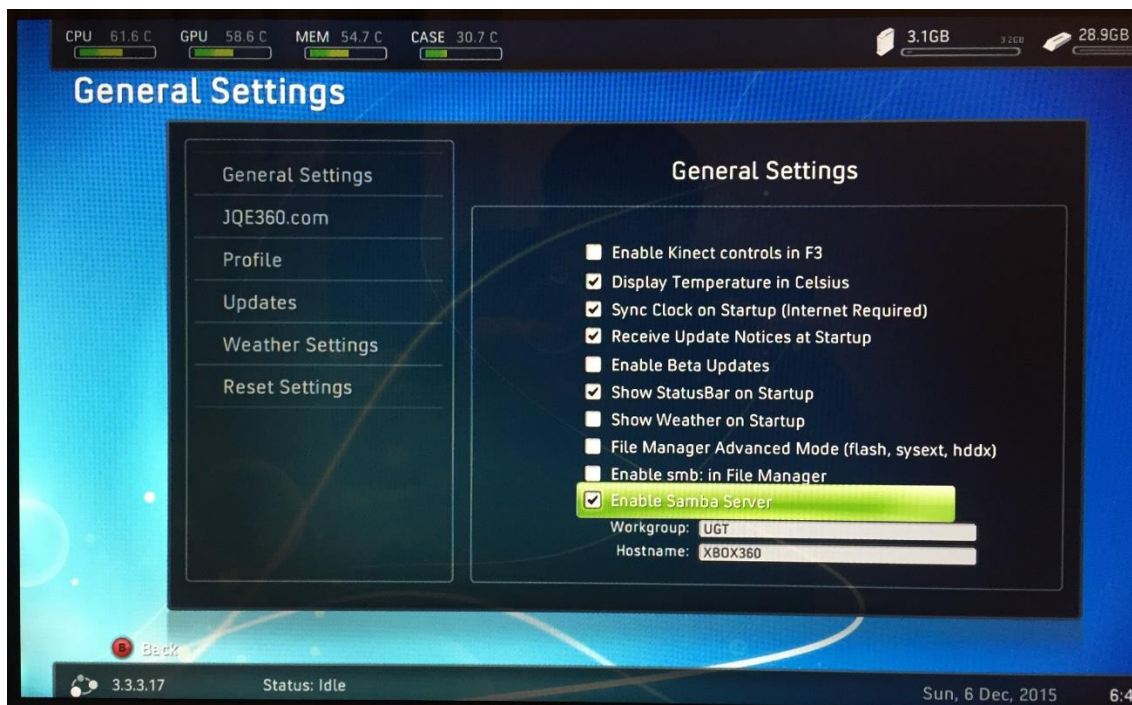 CPU 61.6 C GPU 58.6 C MEM 54.7 C CASE 30.7 C 3.1GB 3.2GB 28.9GB
General Settings
General Settings
JQE360.com
Profile
Updates
Weather Settings
Reset Settings
General Settings
Enable Kinect controls in F3
Display Temperature in Celsius
Sync Clock on Startup (Internet Required)
Receive Update Notices at Startup
Enable Beta Updates
Show StatusBar on Startup
Show Weather on Startup
File Manager Advanced Mode (flash, sysext, hddx)
Enable smb: in File Manager
Enable Samba Server
Workgroup: UGT
Hostname: XBOX360
B Back
3.3.3.17 Status: Idle Sun, 6 Dec, 2015 6:4